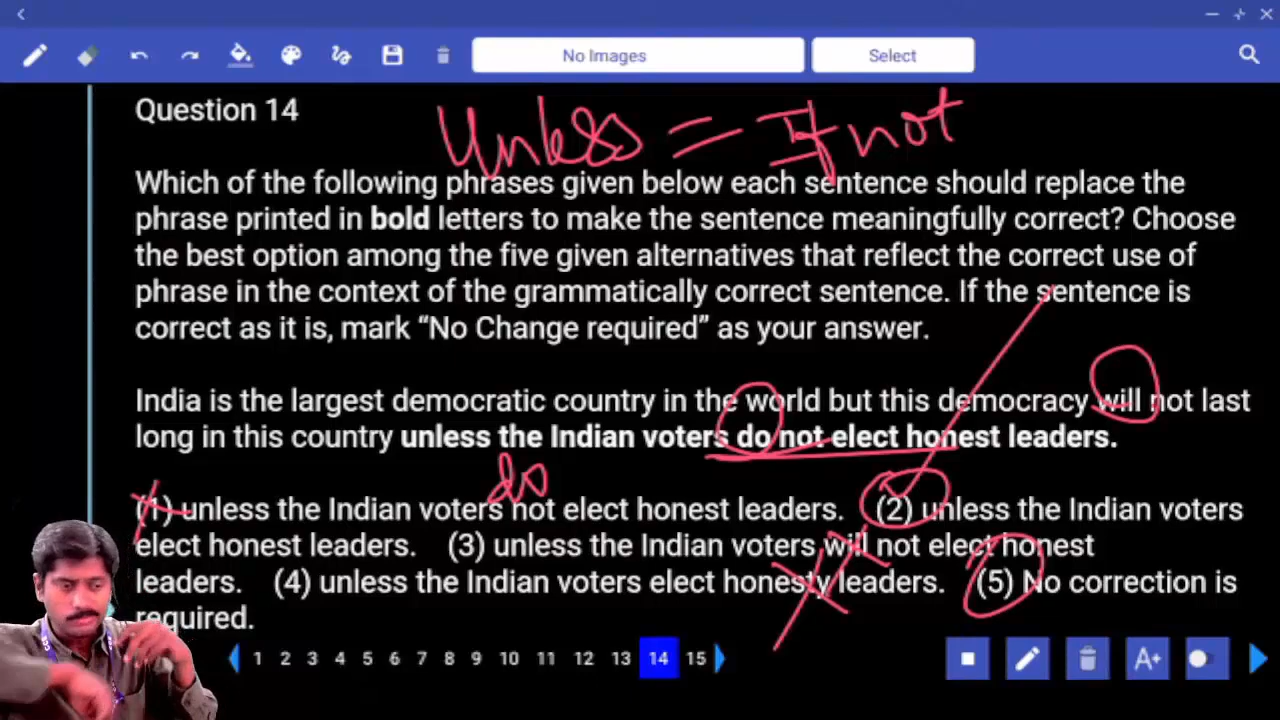 No Images
Select
Question 14
Unless = If not
Which of the following phrases given below each sentence should replace the
phrase printed in bold letters to make the sentence meaningfully correct? Choose
the best option among the five given alternatives that reflect the correct use of
phrase in the context of the grammatically correct sentence. If the sentence is
correct as it is, mark “No Change required” as your answer.
India is the largest democratic country in the world but this democracy will not last
long in this country unless the Indian voters do not elect honest leaders.
do
(1) unless the Indian voters not elect honest leaders. (2) unless the Indian voters
elect honest leaders. (3) unless the Indian voters will not elect honest
leaders. (4) unless the Indian voters elect honesty leaders. (5) No correction is
required.
1 2 3 4 5 6 7 8 9 10 11 12 13 14 15
A+